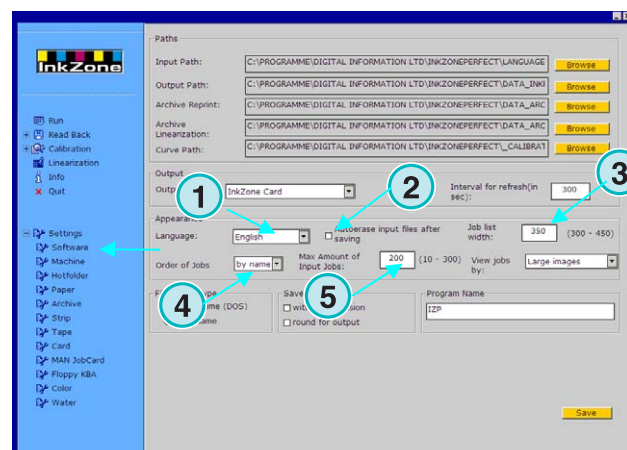 InkZone
Run
Read Back
Calibration
Linearization
Info
Quit
Settings
Software
Machine
Hotfolder
Paper
Archive
Strip
Tape
Card
MAN JobCard
Floppy KBA
Color
Water
Paths
Input Path: C:\PROGRAMME\DIGITAL INFORMATION LTD\INKZONEPERFECT\LANGUAGE Browse
Output Path: C:\PROGRAMME\DIGITAL INFORMATION LTD\INKZONEPERFECT\DATA_INKI Browse
Archive Reprint: C:\PROGRAMME\DIGITAL INFORMATION LTD\INKZONEPERFECT\DATA_ARC Browse
Archive
Linearization: C:\PROGRAMME\DIGITAL INFORMATION LTD\INKZONEPERFECT\DATA_ARC Browse
Curve Path: C:\PROGRAMME\DIGITAL INFORMATION LTD\INKZONEPERFECT\_CALIBRAT Browse
Output
InkZone Card
Interval for refresh(in
sec): 300
1
2
3
Appearance
Language: English
Autoerase input files after
saving
Job list
width: 350 (300 - 450)
Order of Jobs by name
Max Amount of
Input Jobs: 200 (10 - 300)
View jobs
by: Large images
4
5
(DOS)
Save
round for output
Program Name
IZP
Save